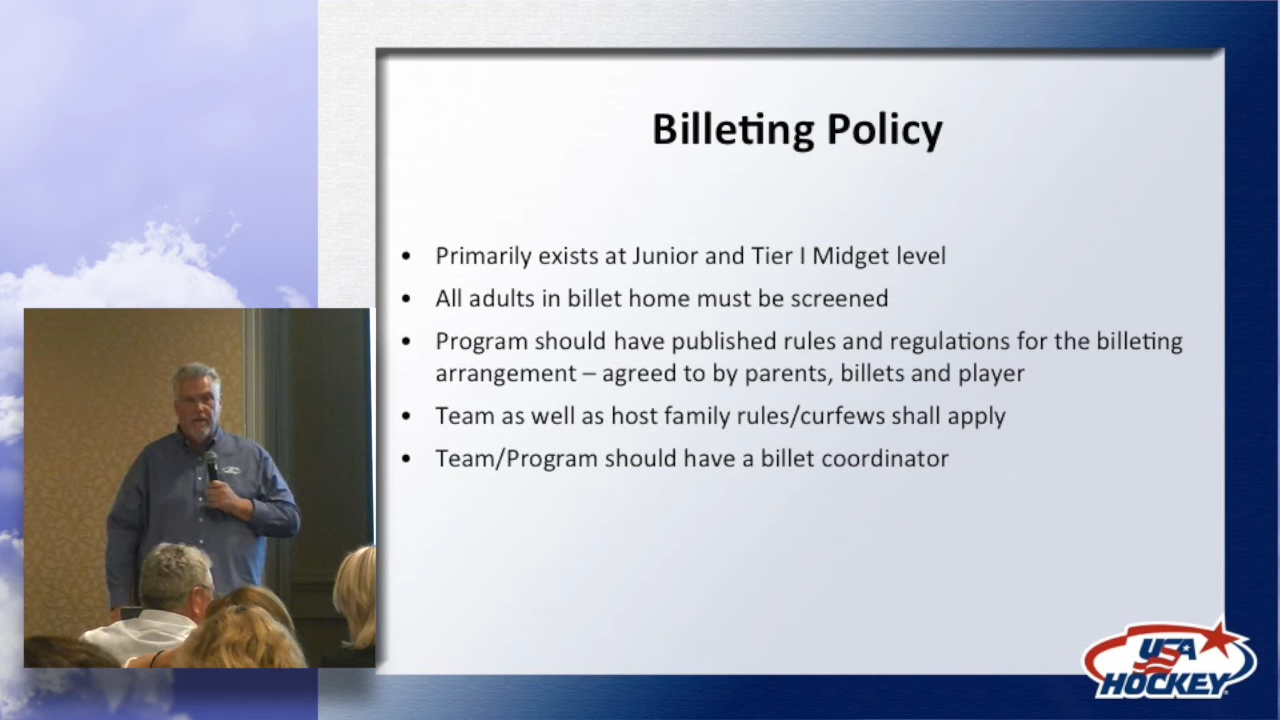 Billeting Policy
• Primarily exists at Junior and Tier I Midget level
• All adults in billet home must be screened
• Program should have published rules and regulations for the billeting
arrangement – agreed to by parents, billets and player
• Team as well as host family rules/curfews shall apply
• Team/Program should have a billet coordinator
USA
HOCKEY